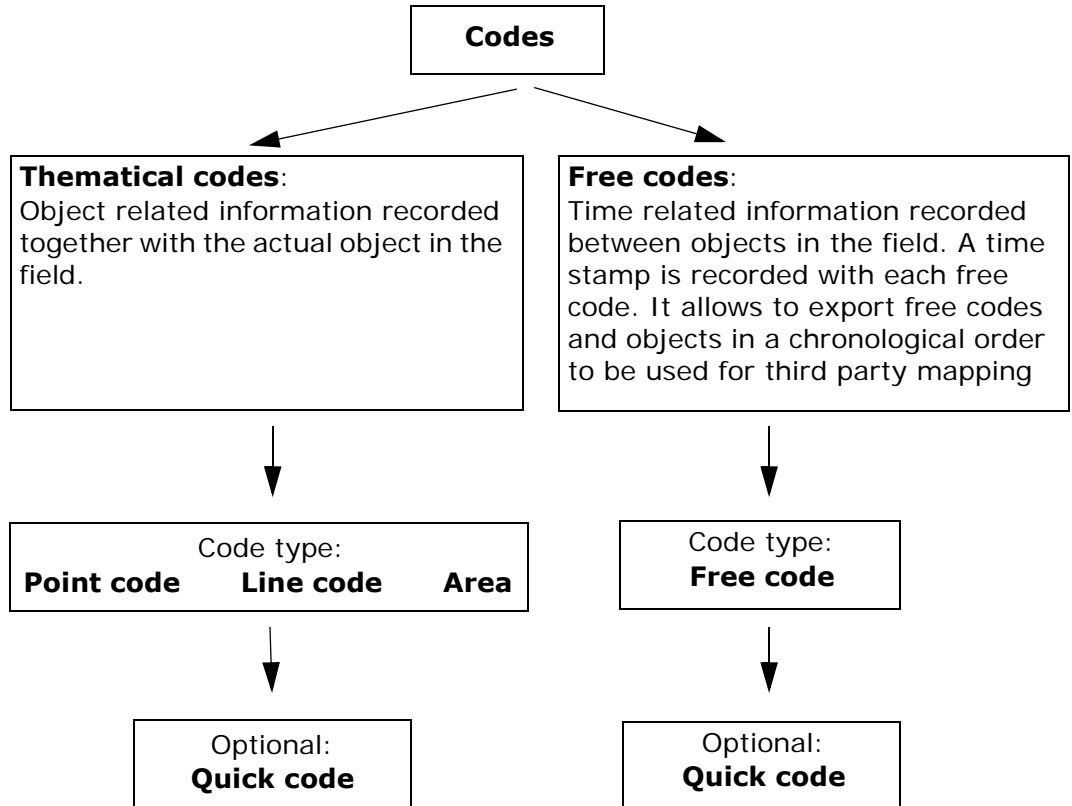 Codes
Thematical codes:
Object related information recorded
together with the actual object in the
field.
Free codes:
Time related information recorded
between objects in the field. A time
stamp is recorded with each free
code. It allows to export free codes
and objects in a chronological order
to be used for third party mapping
Code type:
Point code Line code Area
Code type:
Free code
Optional:
Quick code
Optional:
Quick code